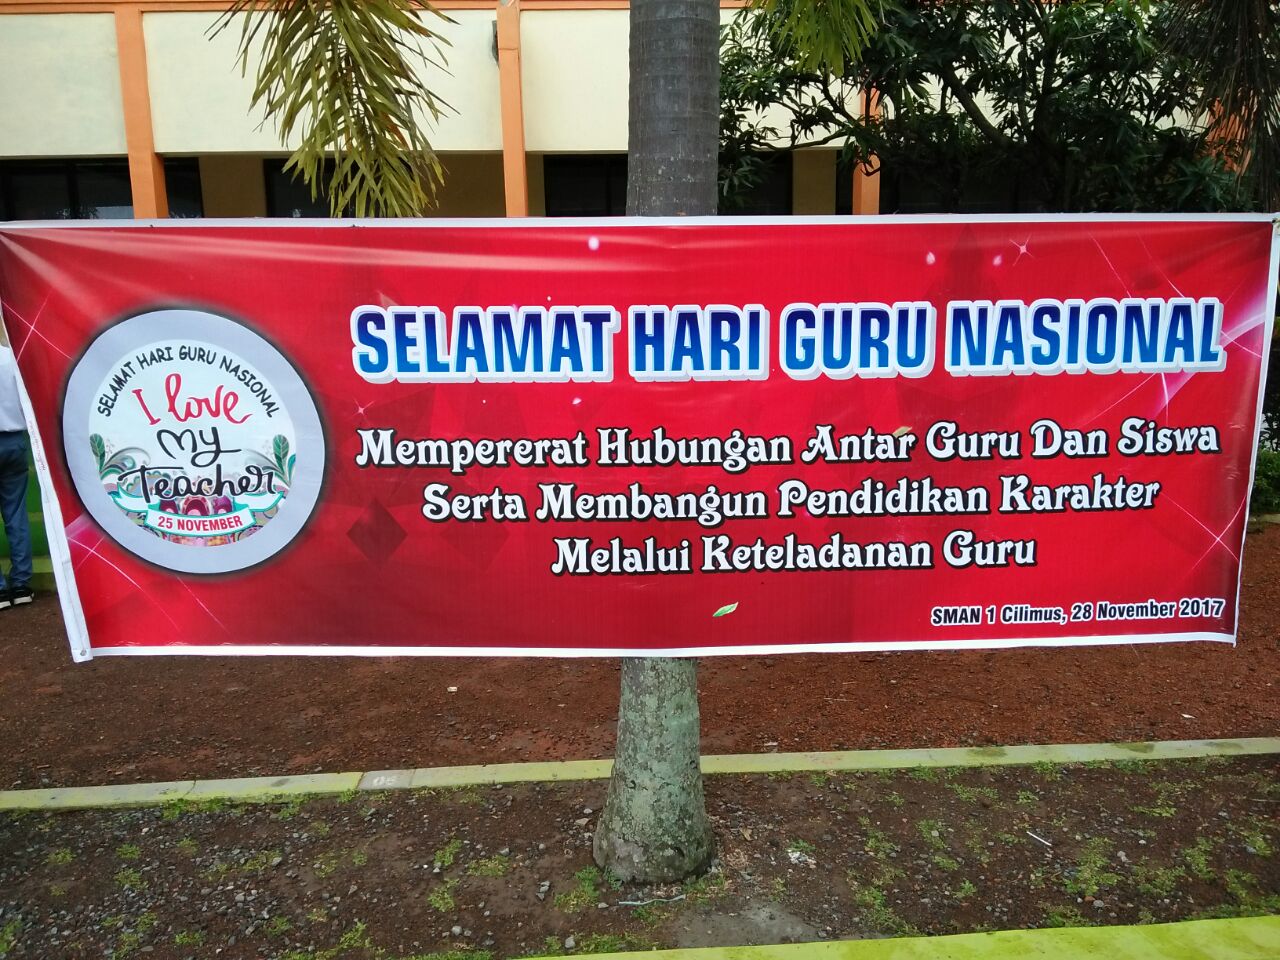 SELAMAT HARI GURU NASIONAL
I love
my
Teacher
25 NOVEMBER
SELAMAT HARI GURU NASIONAL
Mempererat Hubungan Antar Guru Dan Siswa
Serta Membangun Pendidikan Karakter
Melalui Keteladanan Guru
SMAN 1 Cilimus, 28 November 2017